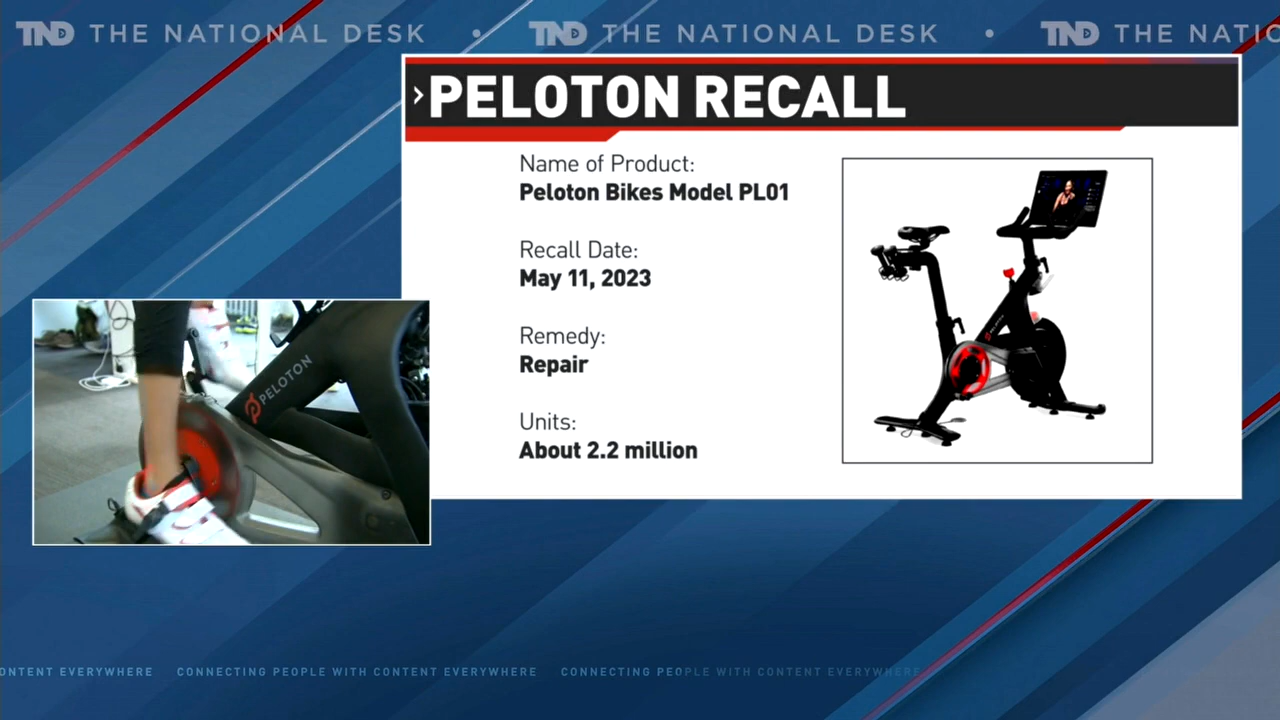 TND THE NATIONAL DESK • TND THE NATIONAL DESK • TND THE NATIO
PELOTON RECALL
Name of Product:
Peloton Bikes Model PL01
Recall Date:
May 11, 2023
Remedy:
Repair
Units:
About 2.2 million
PELOTON
ONTENT EVERYWHERE CONNECTING PEOPLE WITH CONTENT EVERYWHERE CONNECTING PEOPLE WITH CONTENT EVERYWHERE